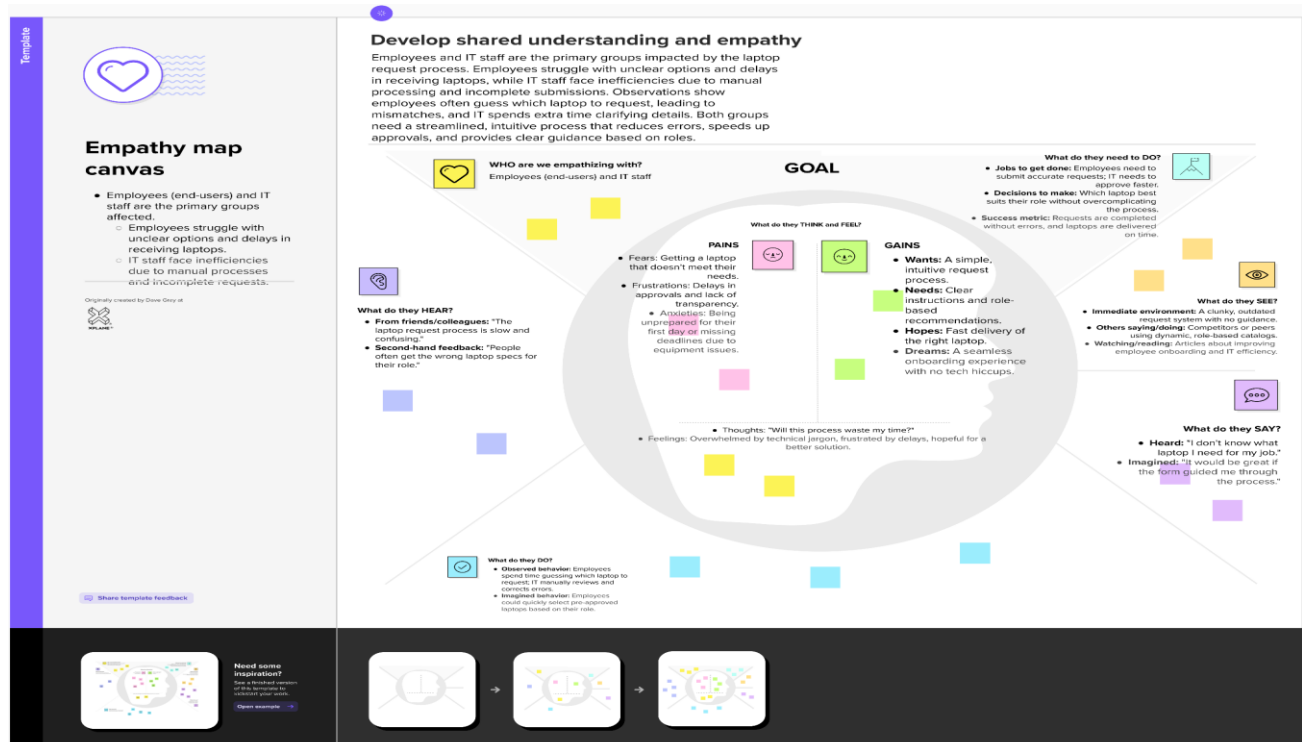 Template
Empathy map
canvas
● Employees (end-users) and IT
staff are the primary groups
affected.
○ Employees struggle with
unclear options and delays in
receiving laptops.
○ IT staff face inefficiencies
due to manual processes
and incomplete requests.
Originally created by Dave Gray at
XPLANE
Share template feedback
Develop shared understanding and empathy
Employees and IT staff are the primary groups impacted by the laptop
request process. Employees struggle with unclear options and delays
in receiving laptops, while IT staff face inefficiencies due to manual
processing and incomplete submissions. Observations show
employees often guess which laptop to request, leading to
mismatches, and IT spends extra time clarifying details. Both groups
need a streamlined, intuitive process that reduces errors, speeds up
approvals, and provides clear guidance based on roles.
WHO are we empathizing with?
Employees (end-users) and IT staff
GOAL
What do they need to DO?
● Jobs to get done: Employees need to
submit accurate requests; IT needs to
approve faster.
● Decisions to make: Which laptop best
suits their role without overcomplicating
the process.
● Success metric: Requests are completed
without errors, and laptops are delivered
on time.
What do they THINK and FEEL?
PAINS
● Fears: Getting a laptop
that doesn't meet their
needs.
● Frustrations: Delays in
approvals and lack of
transparency.
● Anxieties: Being
unprepared for their
first day or missing
deadlines due to
equipment issues.
GAINS
● Wants: A simple,
intuitive request
process.
● Needs: Clear
instructions and role-
based
recommendations.
● Hopes: Fast delivery of
the right laptop.
● Dreams: A seamless
onboarding experience
with no tech hiccups.
What do they HEAR?
● From friends/colleagues: "The
laptop request process is slow and
confusing."
● Second-hand feedback: "People
often get the wrong laptop specs for
their role."
What do they SEE?
● Immediate environment: A clunky, outdated
request system with no guidance.
● Others saying/doing: Competitors or peers
using dynamic, role-based catalogs.
● Watching/reading: Articles about improving
employee onboarding and IT efficiency.
What do they SAY?
● Heard: "I don't know what
laptop I need for my job."
● Imagined: "It would be great if
the form guided me through
the process."
● Thoughts: "Will this process waste my time?"
● Feelings: Overwhelmed by technical jargon, frustrated by delays, hopeful for a
better solution.
What do they DO?
● Observed behavior: Employees
spend time guessing which laptop to
request; IT manually reviews and
corrects errors.
● Imagined behavior: Employees
could quickly select pre-approved
laptops based on their role.
Need some
inspiration?
See a finished version
of this template to
kickstart your work.
Open example